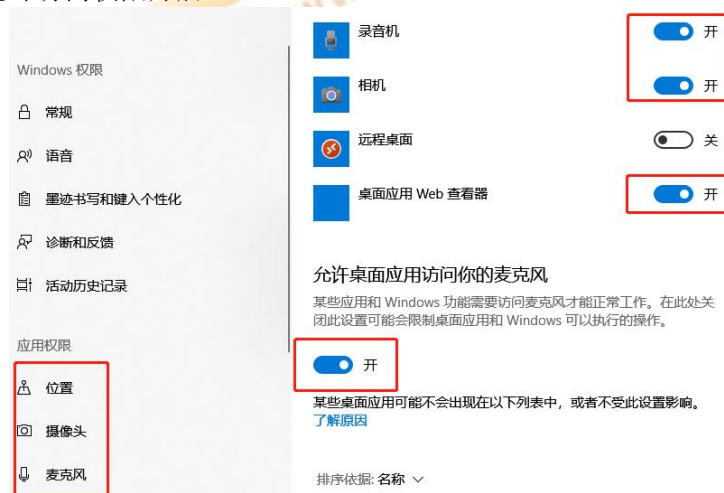 Windows 权限
常规
语音
墨迹书写和键入个性化
诊断和反馈
活动历史记录
应用权限
位置
摄像头
麦克风
录音机
开
相机
开
远程桌面
关
桌面应用 Web 查看器
开
允许桌面应用访问你的麦克风
某些应用和 Windows 功能需要访问麦克风才能正常工作。在此处关
闭此设置可能会限制桌面应用和 Windows 可以执行的操作。
开
某些桌面应用可能不会出现在以下列表中，或者不受此设置影响。
了解原因
排序依据: 名称